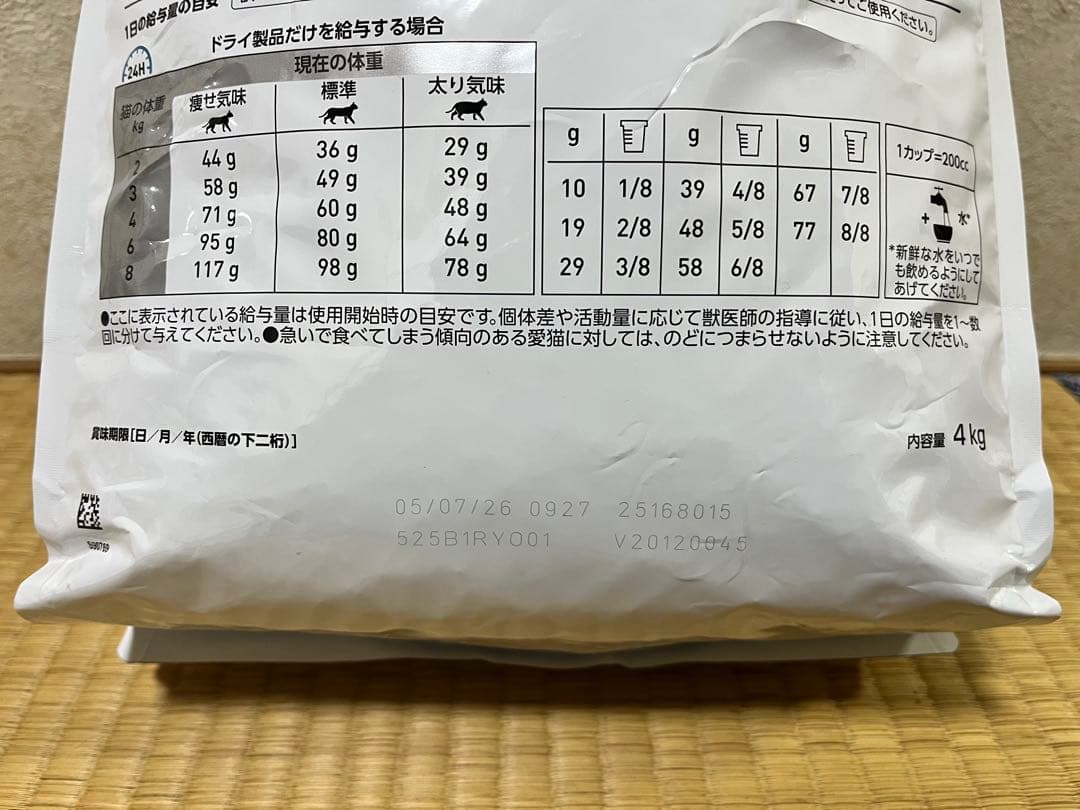 1日の給与量の目安
ってご使用ください。
ドライ製品だけを給与する場合
24H
現在の体重
猫の体重 kg 痩せ気味 標準 太り気味
2 44 g 36 g 29 g
3 58 g 49 g 39 g
4 71 g 60 g 48 g
6 95 g 80 g 64 g
8 117 g 98 g 78 g
g g g
10 1/8 39 4/8 67 7/8
19 2/8 48 5/8 77 8/8
29 3/8 58 6/8
1カップ=200cc
+ 水*
*新鮮な水をいつで
も飲めるようにして
あげてください。
●ここに表示されている給与量は使用開始時の目安です。個体差や活動量に応じて獣医師の指導に従い、1日の給与量を1〜数
回に分けて与えてください。●急いで食べてしまう傾向のある愛猫に対しては、のどにつまらせないように注意してください。
賞味期限[日/月/年(西暦の下二桁)]
内容量 4kg
05/07/26 0927 25168015
525B1RY001 V20120045